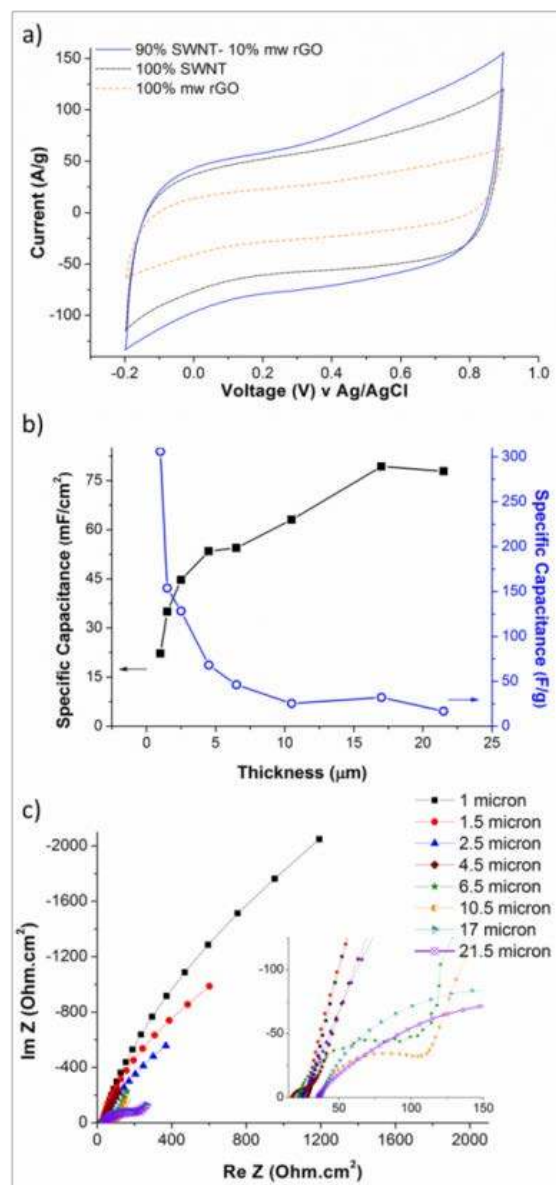 a)
90% SWNT- 10% mw rGO
100% SWNT
100% mw rGO
150
100
50
0
-50
-100
Current (A/g)
-0.2 0.0 0.2 0.4 0.6 0.8 1.0
Voltage (V) v Ag/AgCl
b)
75
60
45
30
15
0
Specific Capacitance (mF/cm²)
300
250
200
150
100
50
0
Specific Capacitance (F/g)
0 5 10 15 20 25
Thickness (μm)
c)
1 micron
1.5 micron
2.5 micron
4.5 micron
6.5 micron
10.5 micron
17 micron
21.5 micron
-2000
-1600
-1200
-800
-400
0
Im Z (Ohm.cm²)
-100
-50
0
50 100 150
0 400 800 1200 1600 2000
Re Z (Ohm.cm²)